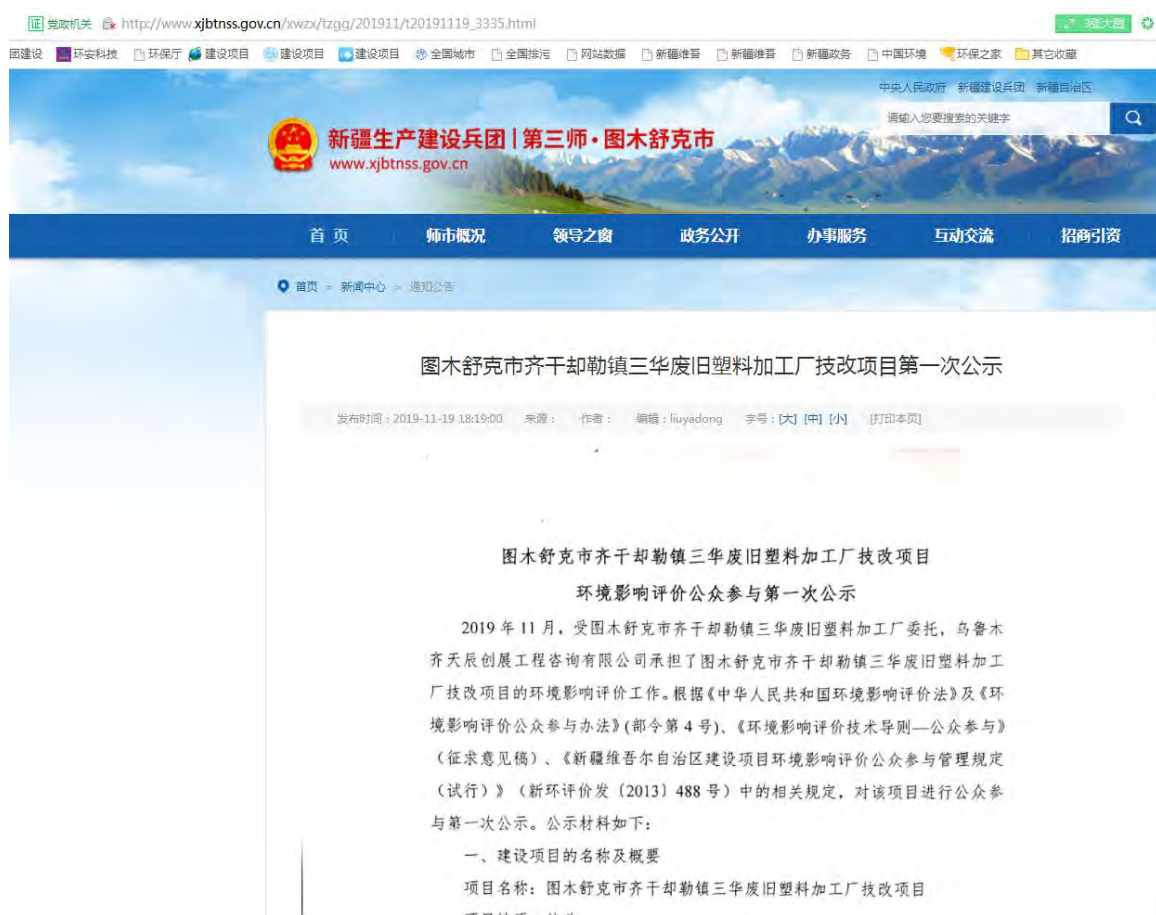 证 党政机关 http://www.xjbtnss.gov.cn/xwzx/tzgg/201911/t20191119_3335.html 3张大图
团建设 环安科技 环保厅 建设项目 建设项目 建设项目 全国城市 全国排污 网站数据 新疆维吾 新疆维吾 新疆政务 中国环境 环保之家 其它收藏
中央人民政府 新疆建设兵团 新疆自治区
请输入您要搜索的关键字
新疆生产建设兵团|第三师·图木舒克市
www.xjbtnss.gov.cn
首 页 师市概况 领导之窗 政务公开 办事服务 互动交流 招商引资
首页 > 新闻中心 > 通知公告
图木舒克市齐干却勒镇三华废旧塑料加工厂技改项目第一次公示
发布时间:2019-11-19 18:19:00 来源: 作者: 编辑:liuyadong 字号:[大] [中] [小] [打印本页]
图木舒克市齐干却勒镇三华废旧塑料加工厂技改项目
环境影响评价公众参与第一次公示
2019 年 11 月，受图木舒克市齐干却勒镇三华废旧塑料加工厂委托，乌鲁木
齐天辰创展工程咨询有限公司承担了图木舒克市齐干却勒镇三华废旧塑料加工
厂技改项目的环境影响评价工作。根据《中华人民共和国环境影响评价法》及《环
境影响评价公众参与办法》(部令第 4 号)、《环境影响评价技术导则—公众参与》
（征求意见稿）、《新疆维吾尔自治区建设项目环境影响评价公众参与管理规定
（试行）》（新环评价发〔2013〕488 号）中的相关规定，对该项目进行公众参
与第一次公示。公示材料如下：
一、建设项目的名称及概要
项目名称：图木舒克市齐干却勒镇三华废旧塑料加工厂技改项目